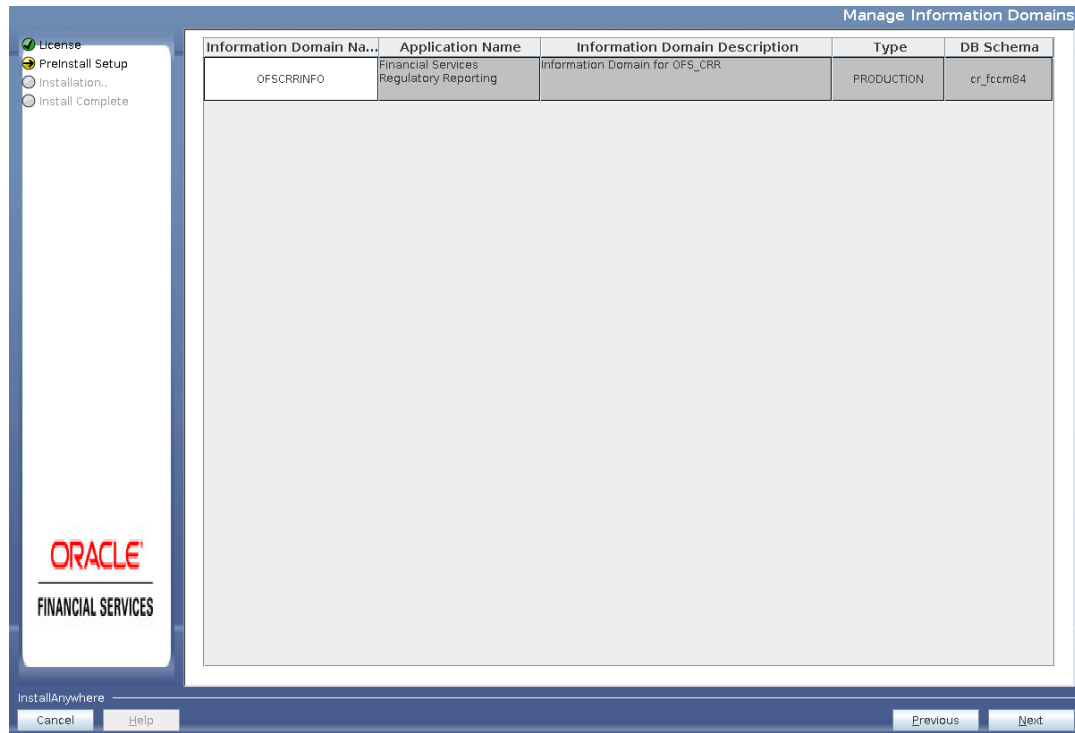 Manage Information Domains
License
PreInstall Setup
Installation..
Install Complete
Information Domain Na... Application Name Information Domain Description Type DB Schema
OFSCRRINFO Financial Services Regulatory Reporting Information Domain for OFS_CRR PRODUCTION cr_fccm84
ORACLE
FINANCIAL SERVICES
InstallAnywhere
Cancel Help Previous Next